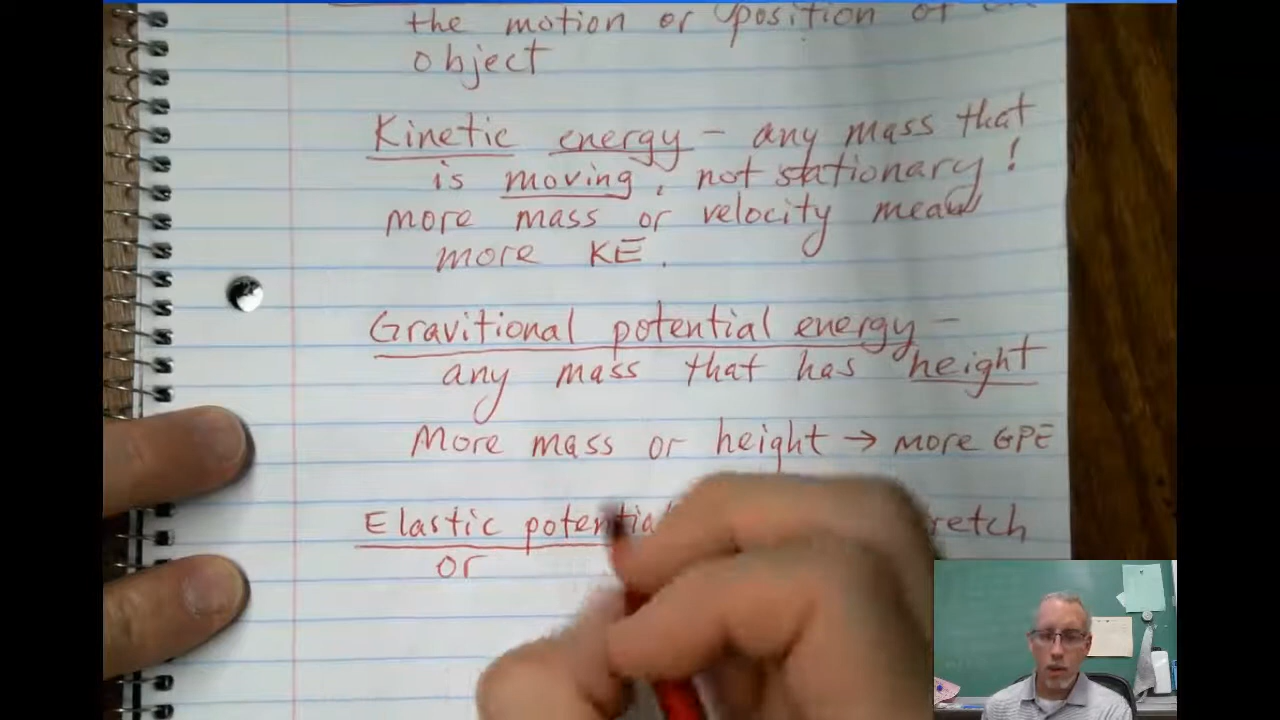 the motion or position of
object
Kinetic energy - any mass that
is moving, not stationary!
more mass or velocity means
more KE.
Gravitional potential energy -
any mass that has height
More mass or height → more GPE
Elastic potential
or